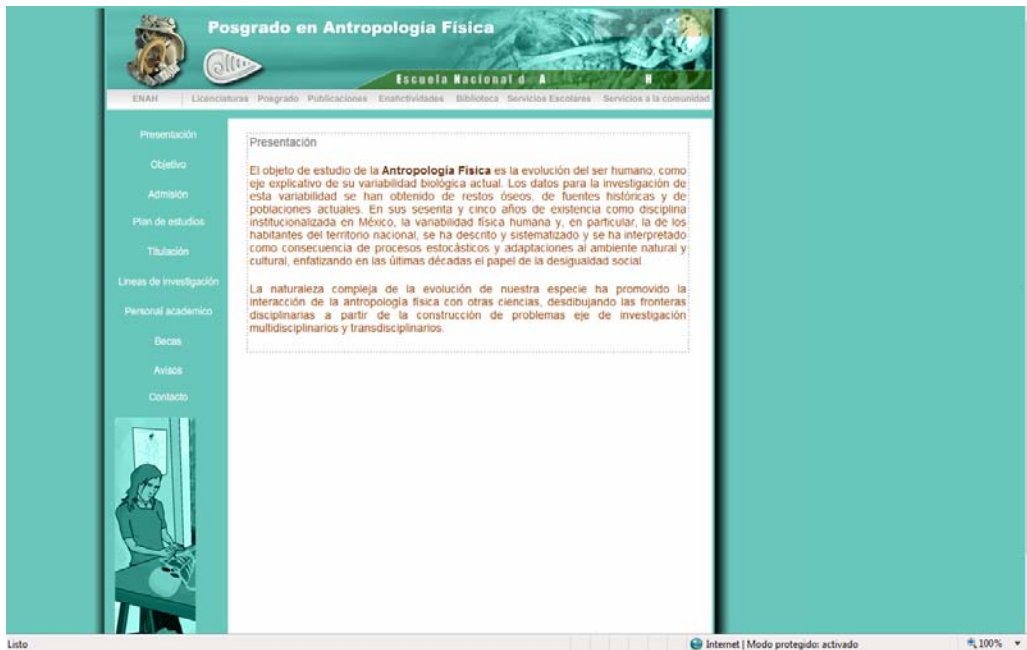 Posgrado en Antropología Física
Escuela Nacional d A H
ENAH Licenciaturas Posgrado Publicaciones Enahctividades Biblioteca Servicios Escolares Servicios a la comunidad
Presentación
Objetivo
Admisión
Plan de estudios
Titulación
Lineas de investigación
Personal academico
Becas
Avisos
Contacto
Presentación
El objeto de estudio de la Antropología Física es la evolución del ser humano, como
eje explicativo de su variabilidad biológica actual. Los datos para la investigación de
esta variabilidad se han obtenido de restos óseos, de fuentes históricas y de
poblaciones actuales. En sus sesenta y cinco años de existencia como disciplina
institucionalizada en México, la variabilidad física humana y, en particular, la de los
habitantes del territorio nacional, se ha descrito y sistematizado y se ha interpretado
como consecuencia de procesos estocásticos y adaptaciones al ambiente natural y
cultural, enfatizando en las últimas décadas el papel de la desigualdad social.
La naturaleza compleja de la evolución de nuestra especie ha promovido la
interacción de la antropología física con otras ciencias, desdibujando las fronteras
disciplinarias a partir de la construcción de problemas eje de investigación
multidisciplinarios y transdisciplinarios.
Listo
Internet | Modo protegido: activado
100%